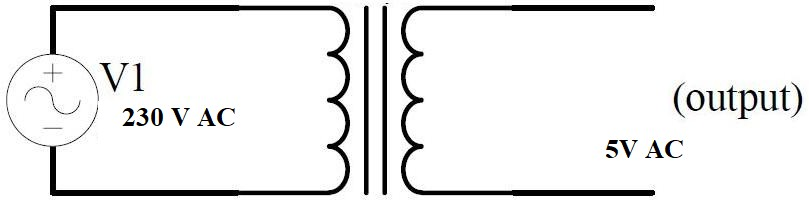 V1
230 V AC
(output)
5V AC